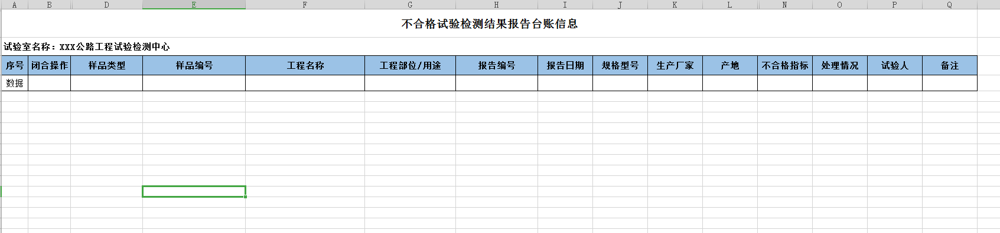 A B D E F G H I J K L N O P Q
不合格试验检测结果报告台账信息
试验室名称：XXX公路工程试验检测中心
序号 闭合操作 样品类型 样品编号 工程名称 工程部位/用途 报告编号 报告日期 规格型号 生产厂家 产地 不合格指标 处理情况 试验人 备注
数据